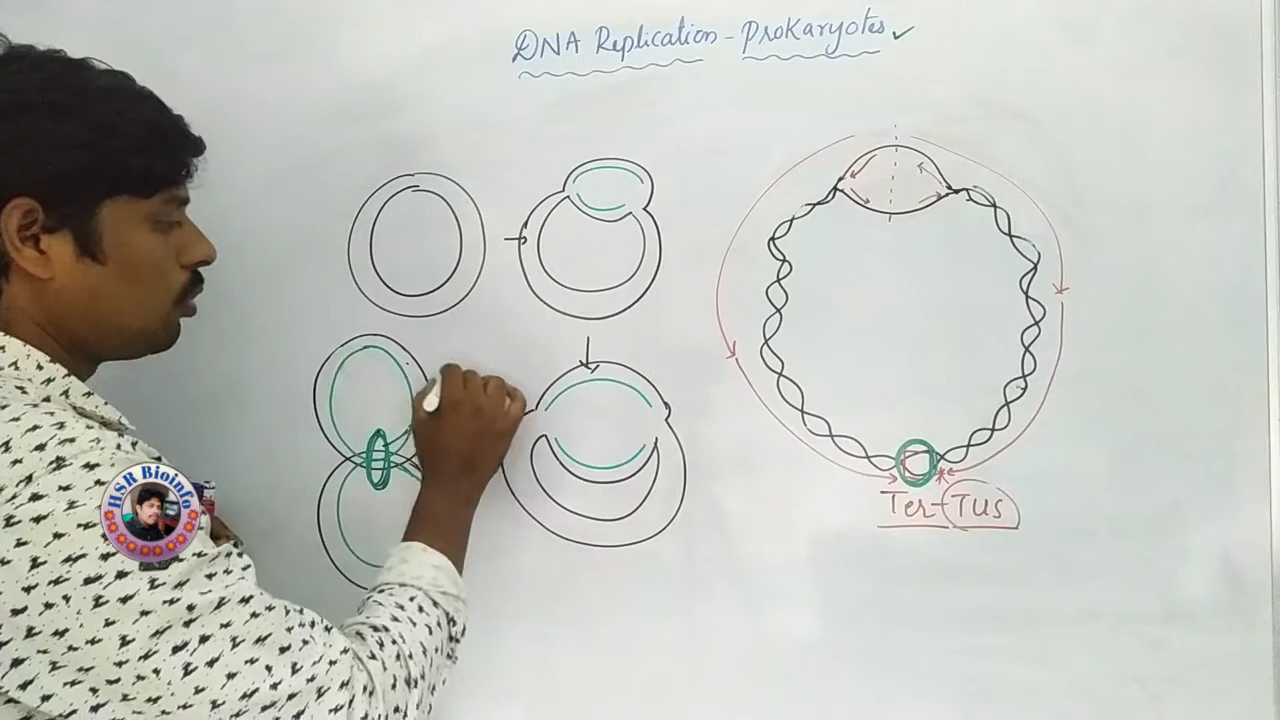 DNA Replication - Prokaryotes
Ter-Tus
HSR Bioinfo